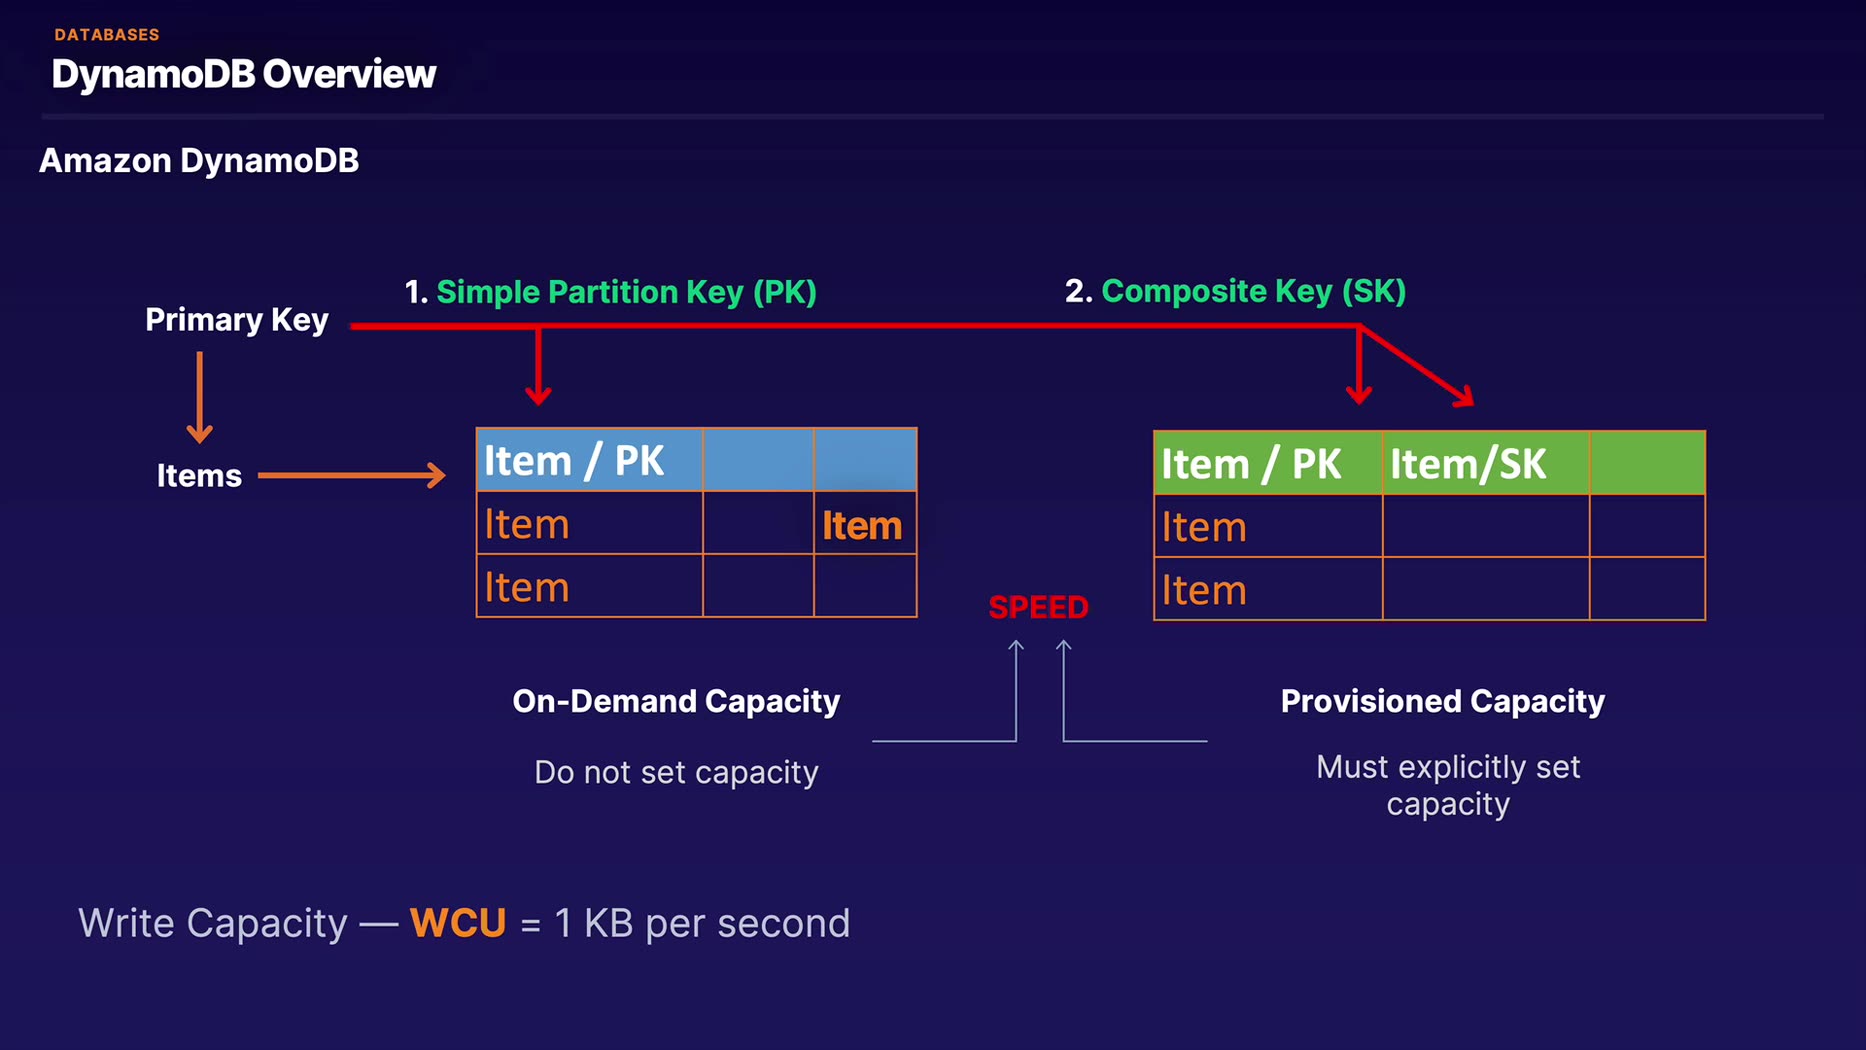 DATABASES
DynamoDB Overview
Amazon DynamoDB
1. Simple Partition Key (PK)
2. Composite Key (SK)
Primary Key
Items
Item / PK
Item Item
Item
Item / PK Item/SK
Item
Item
SPEED
On-Demand Capacity
Do not set capacity
Provisioned Capacity
Must explicitly set
capacity
Write Capacity — WCU = 1 KB per second